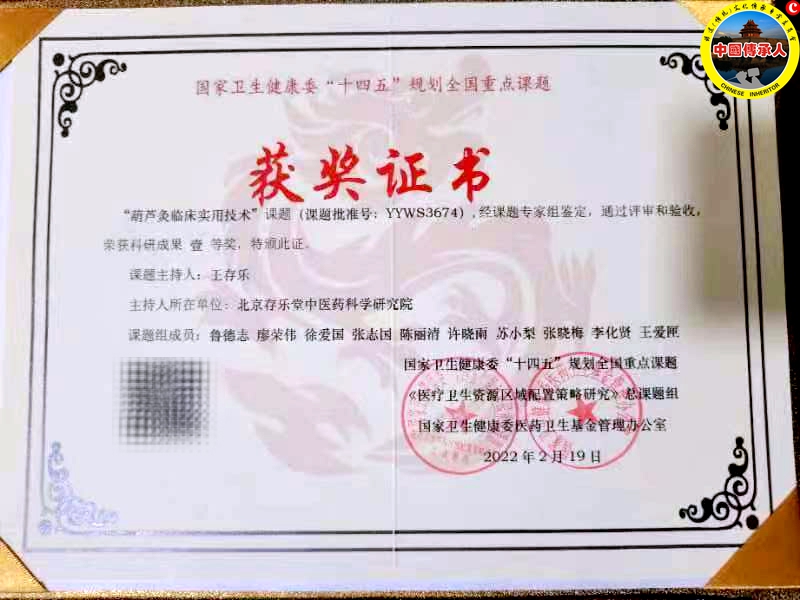 中國傳承人
CHINESE INHERITOR
国家卫生健康委“十四五”规划全国重点课题
获奖证书
“葫芦灸临床实用技术”课题（课题批准号：YYWS3674）,经课题专家组鉴定，通过评审和验收，
荣获科研成果 壹 等奖，特颁此证。
课题主持人：王存乐
主持人所在单位：北京存乐堂中医药科学研究院
课题组成员：鲁德志 廖荣伟 徐爱国 张志国 陈丽清 许晓雨 苏小梨 张晓梅 李化贤 王爱匣
国家卫生健康委“十四五”规划全国重点课题
《医疗卫生资源区域配置策略研究》总课题组
国家卫生健康委医药卫生基金管理办公室
2022 年 2 月 19 日